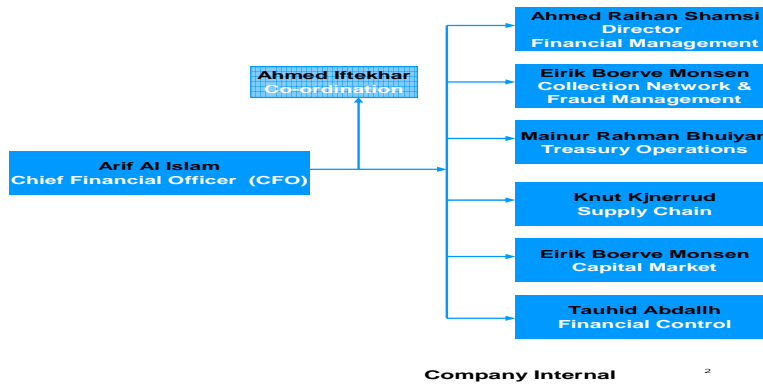 Ahmed Raihan Shamsi
Director
Financial Management
Ahmed Iftekhar
Co-ordination
Eirik Boerve Monsen
Collection Network &
Fraud Management
Mainur Rahman Bhuiyan
Treasury Operations
Arif Al Islam
Chief Financial Officer (CFO)
Knut Kjnerrud
Supply Chain
Eirik Boerve Monsen
Capital Market
Tauhid Abdallh
Financial Control
Company Internal
2